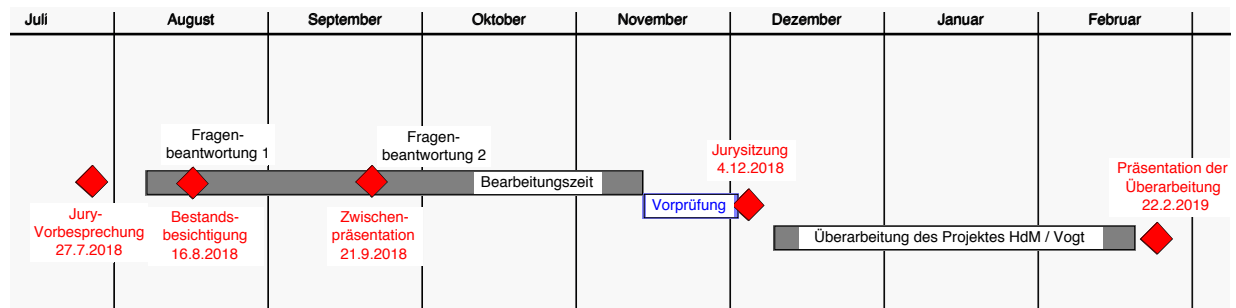 Juli August September Oktober November Dezember Januar Februar
Fragen-
beantwortung 1
Fragen-
beantwortung 2
Bearbeitungszeit
Jury-
Vorbesprechung
27.7.2018
Bestands-
besichtigung
16.8.2018
Zwischen-
präsentation
21.9.2018
Vorprüfung
Jurysitzung
4.12.2018
Überarbeitung des Projektes HdM / Vogt
Präsentation der
Überarbeitung
22.2.2019